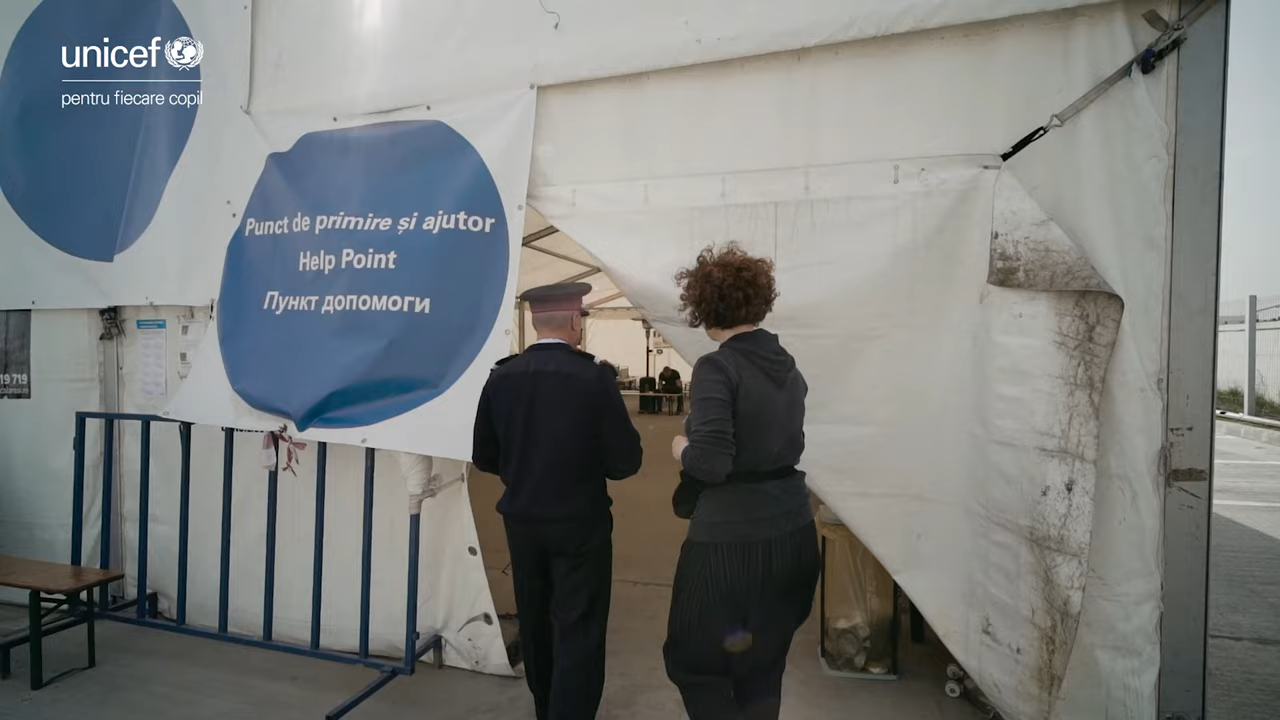 unicef
pentru fiecare copil
Punct de primire și ajutor
Help Point
Пункт допомоги
19 719